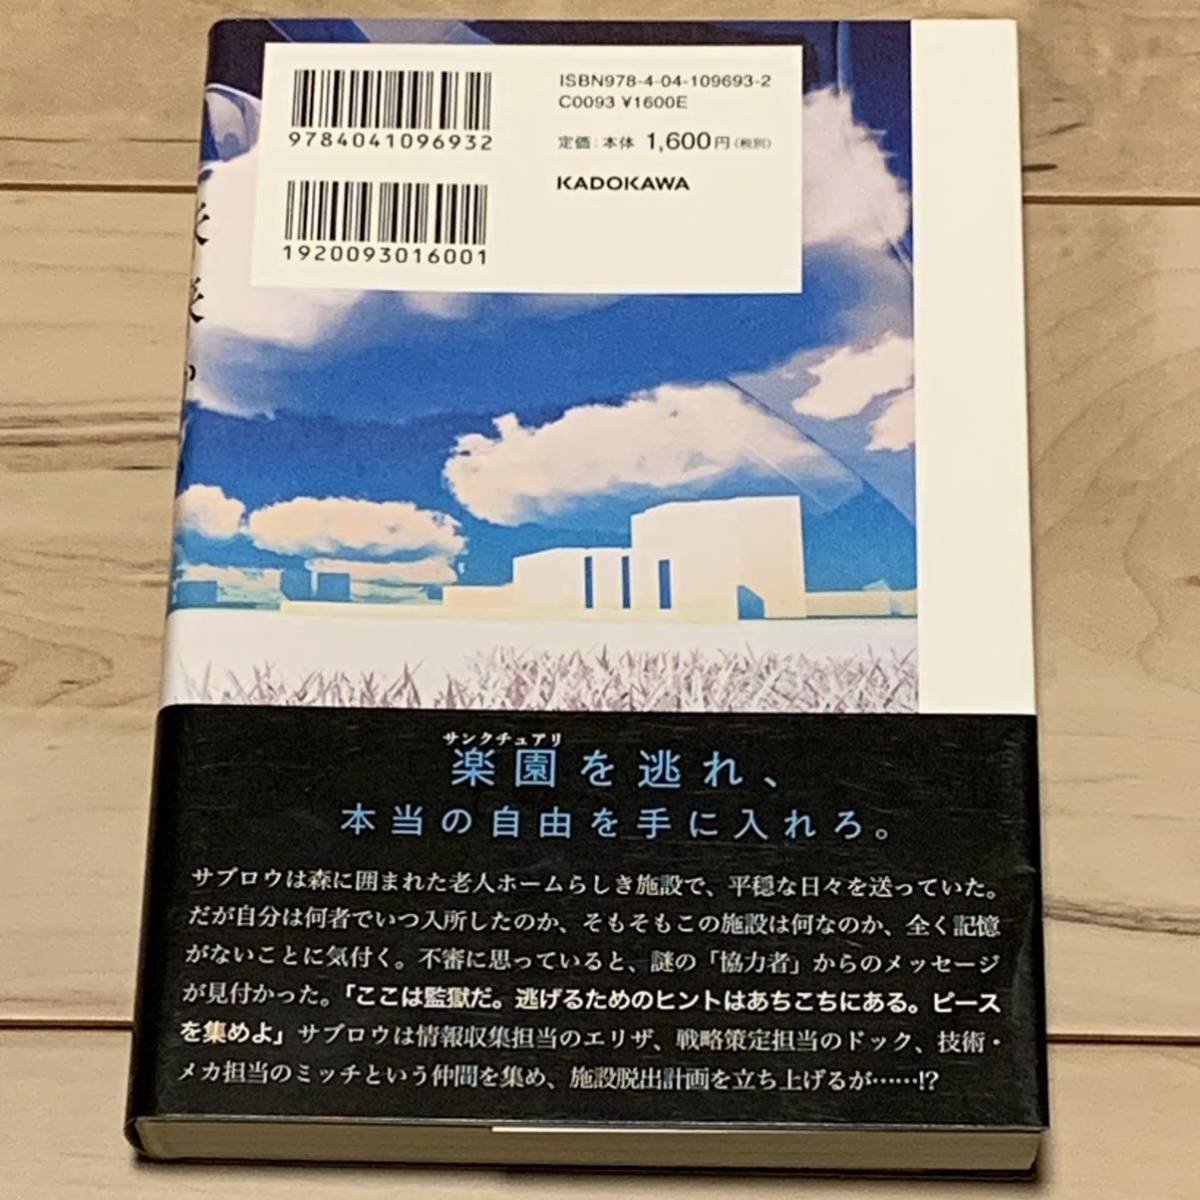 ISBN978-4-04-109693-2
C0093 ¥1600E
定価:本体 1,600円(税別)
KADOKAWA
9784041096932
1920093016001
サンクチュアリ
楽園を逃れ、
本当の自由を手に入れろ。
サブロウは森に囲まれた老人ホームらしき施設で、平穏な日々を送っていた。
だが自分は何者でいつ入所したのか、そもそもこの施設は何なのか、全く記憶
がないことに気付く。不審に思っていると、謎の「協力者」からのメッセージ
が見付かった。「ここは監獄だ。逃げるためのヒントはあちこちにある。ピース
を集めよ」サブロウは情報収集担当のエリザ、戦略策定担当のドック、技術・
メカ担当のミッチという仲間を集め、施設脱出計画を立ち上げるが……!?